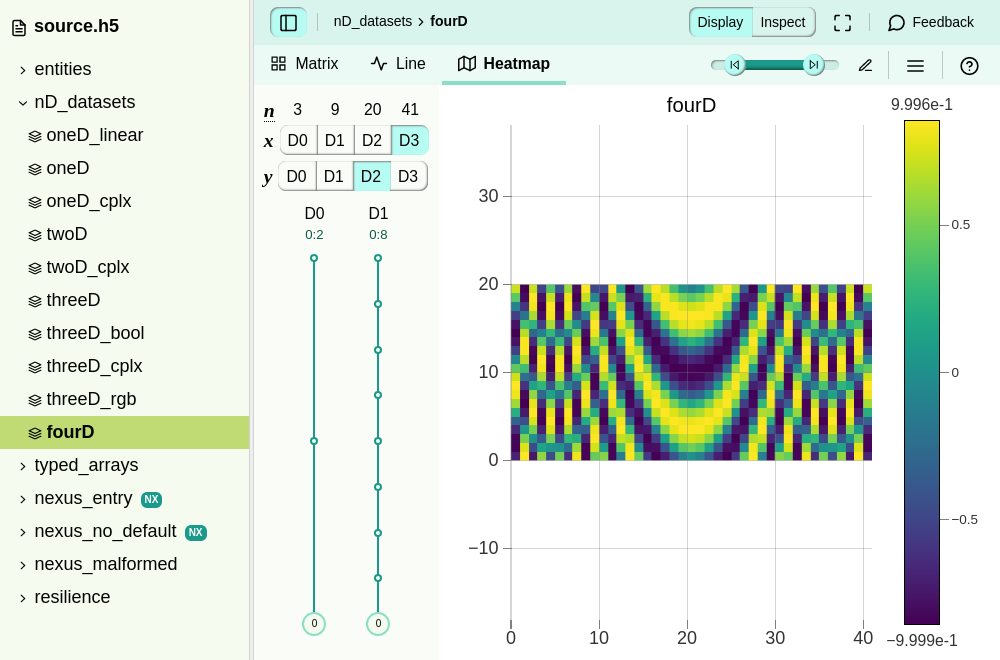 source.h5
entities
nD_datasets
oneD_linear
oneD
oneD_cplx
twoD
twoD_cplx
threeD
threeD_bool
threeD_cplx
threeD_rgb
fourD
typed_arrays
nexus_entry NX
nexus_no_default NX
nexus_malformed
resilience
nD_datasets fourD
Display Inspect
Feedback
Matrix Line Heatmap
n 3 9 20 41
x D0 D1 D2 D3
y D0 D1 D2 D3
D0 D1
0:2 0:8
0 0
fourD
30
20
10
0
−10
0 10 20 30 40
9.996e-1
0.5
0
−0.5
−9.999e-1